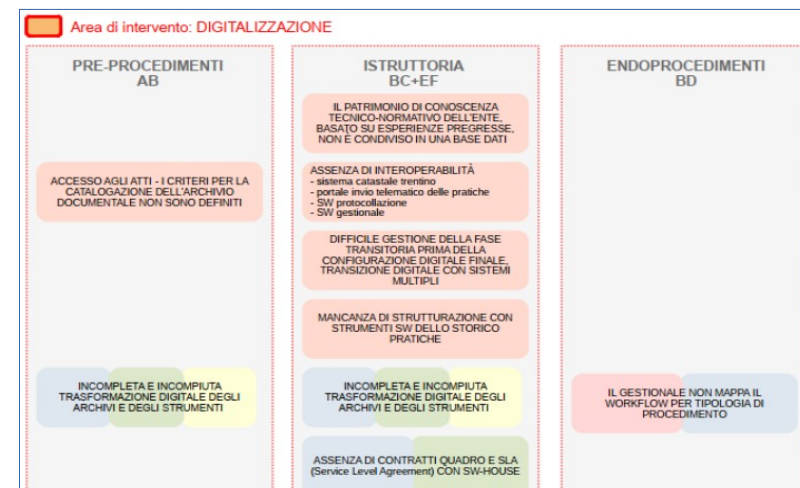 Area di intervento: DIGITALIZZAZIONE
PRE-PROCEDIMENTI
AB
ACCESSO AGLI ATTI - I CRITERI PER LA
CATALOGAZIONE DELL'ARCHIVIO
DOCUMENTALE NON SONO DEFINITI
INCOMPLETA E INCOMPIUTA
TRASFORMAZIONE DIGITALE DEGLI
ARCHIVI E DEGLI STRUMENTI
ISTRUTTORIA
BC+EF
IL PATRIMONIO DI CONOSCENZA
TECNICO-NORMATIVO DELL'ENTE,
BASATO SU ESPERIENZE PREGRESSE,
NON È CONDIVISO IN UNA BASE DATI
ASSENZA DI INTEROPERABILITÀ
- sistema catastale trentino
- portale invio telematico delle pratiche
- SW protocollazione
- SW gestionale
DIFFICILE GESTIONE DELLA FASE
TRANSITORIA PRIMA DELLA
CONFIGURAZIONE DIGITALE FINALE,
TRANSIZIONE DIGITALE CON SISTEMI
MULTIPLI
MANCANZA DI STRUTTURAZIONE CON
STRUMENTI SW DELLO STORICO
PRATICHE
INCOMPLETA E INCOMPIUTA
TRASFORMAZIONE DIGITALE DEGLI
ARCHIVI E DEGLI STRUMENTI
ASSENZA DI CONTRATTI QUADRO E SLA
(Service Level Agreement) CON SW-HOUSE
ENDOPROCEDIMENTI
BD
IL GESTIONALE NON MAPPA IL
WORKFLOW PER TIPOLOGIA DI
PROCEDIMENTO